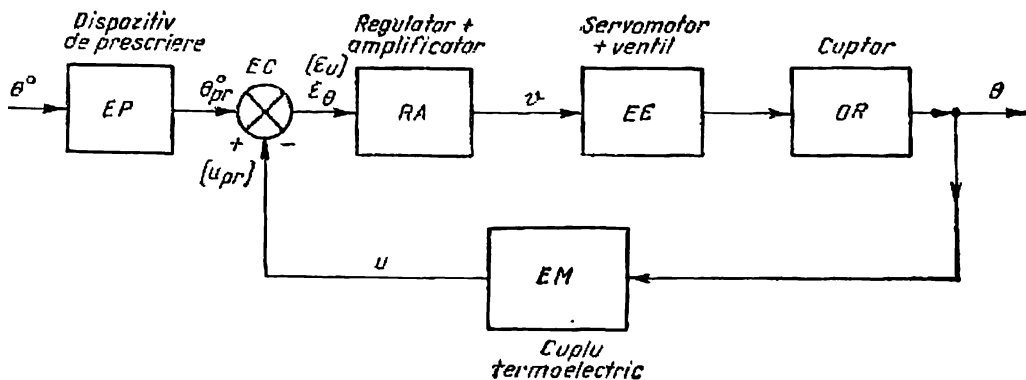 Dispozitiv
de prescriere
θ°
EP
θ°pr
EC
+
−
[u pr]
[εu]
εθ
Regulator +
amplificator
RA
v
Servomotor
+ ventil
EE
Cuptor
OR
θ
u
EM
Cuplu
termoelectric